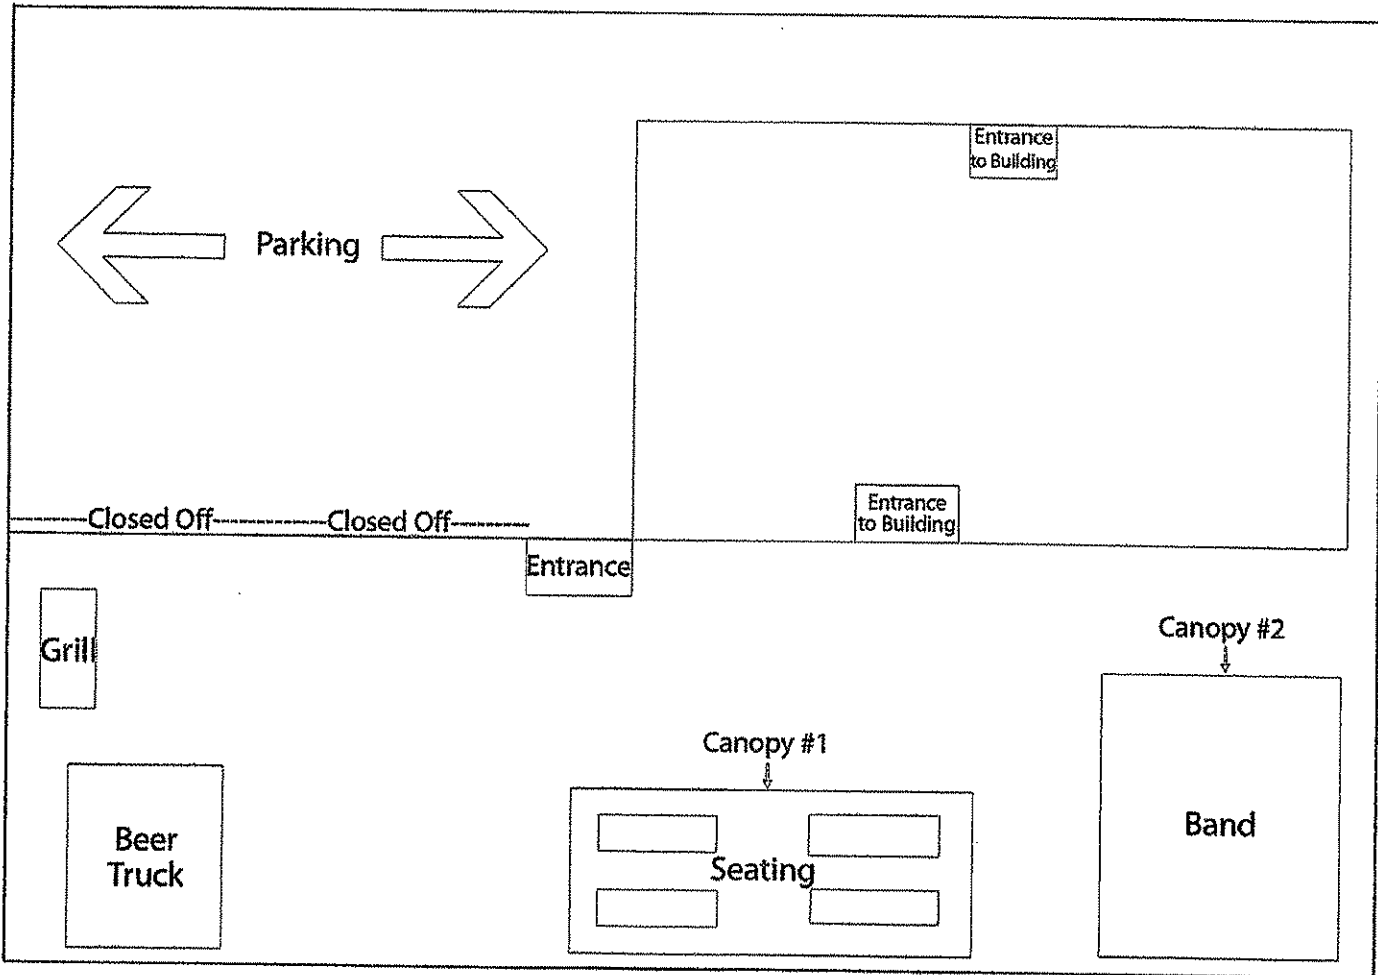 Entrance
to Building
Parking
Closed Off
Closed Off
Entrance
to Building
Entrance
Grill
Canopy #2
Canopy #1
Beer
Truck
Seating
Band